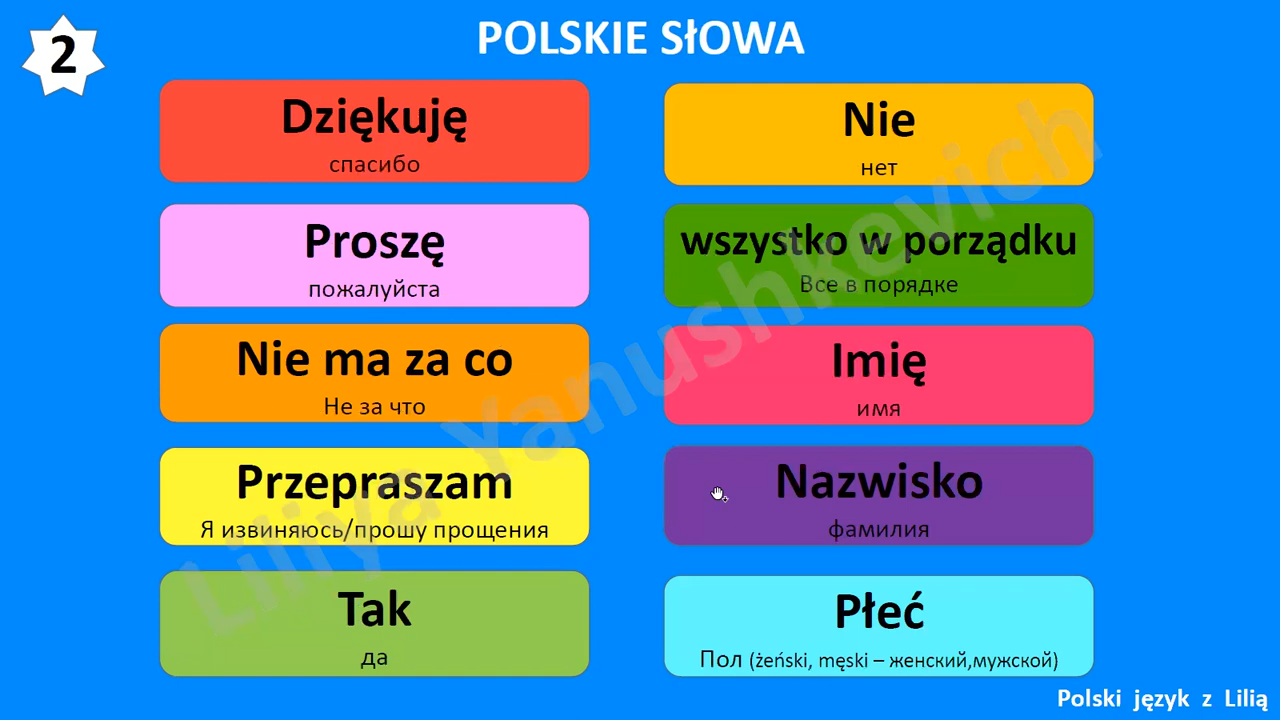 2
POLSKIE SŁOWA
Dziękuję
спасибо
Proszę
пожалуйста
Nie ma za co
Не за что
Przepraszam
Я извиняюсь/прошу прощения
Tak
да
Nie
нет
wszystko w porządku
Все в порядке
Imię
имя
Nazwisko
фамилия
Płeć
Пол (żeński, męski – женский,мужской)
Liliya Yanushkevich
Polski język z Lilią